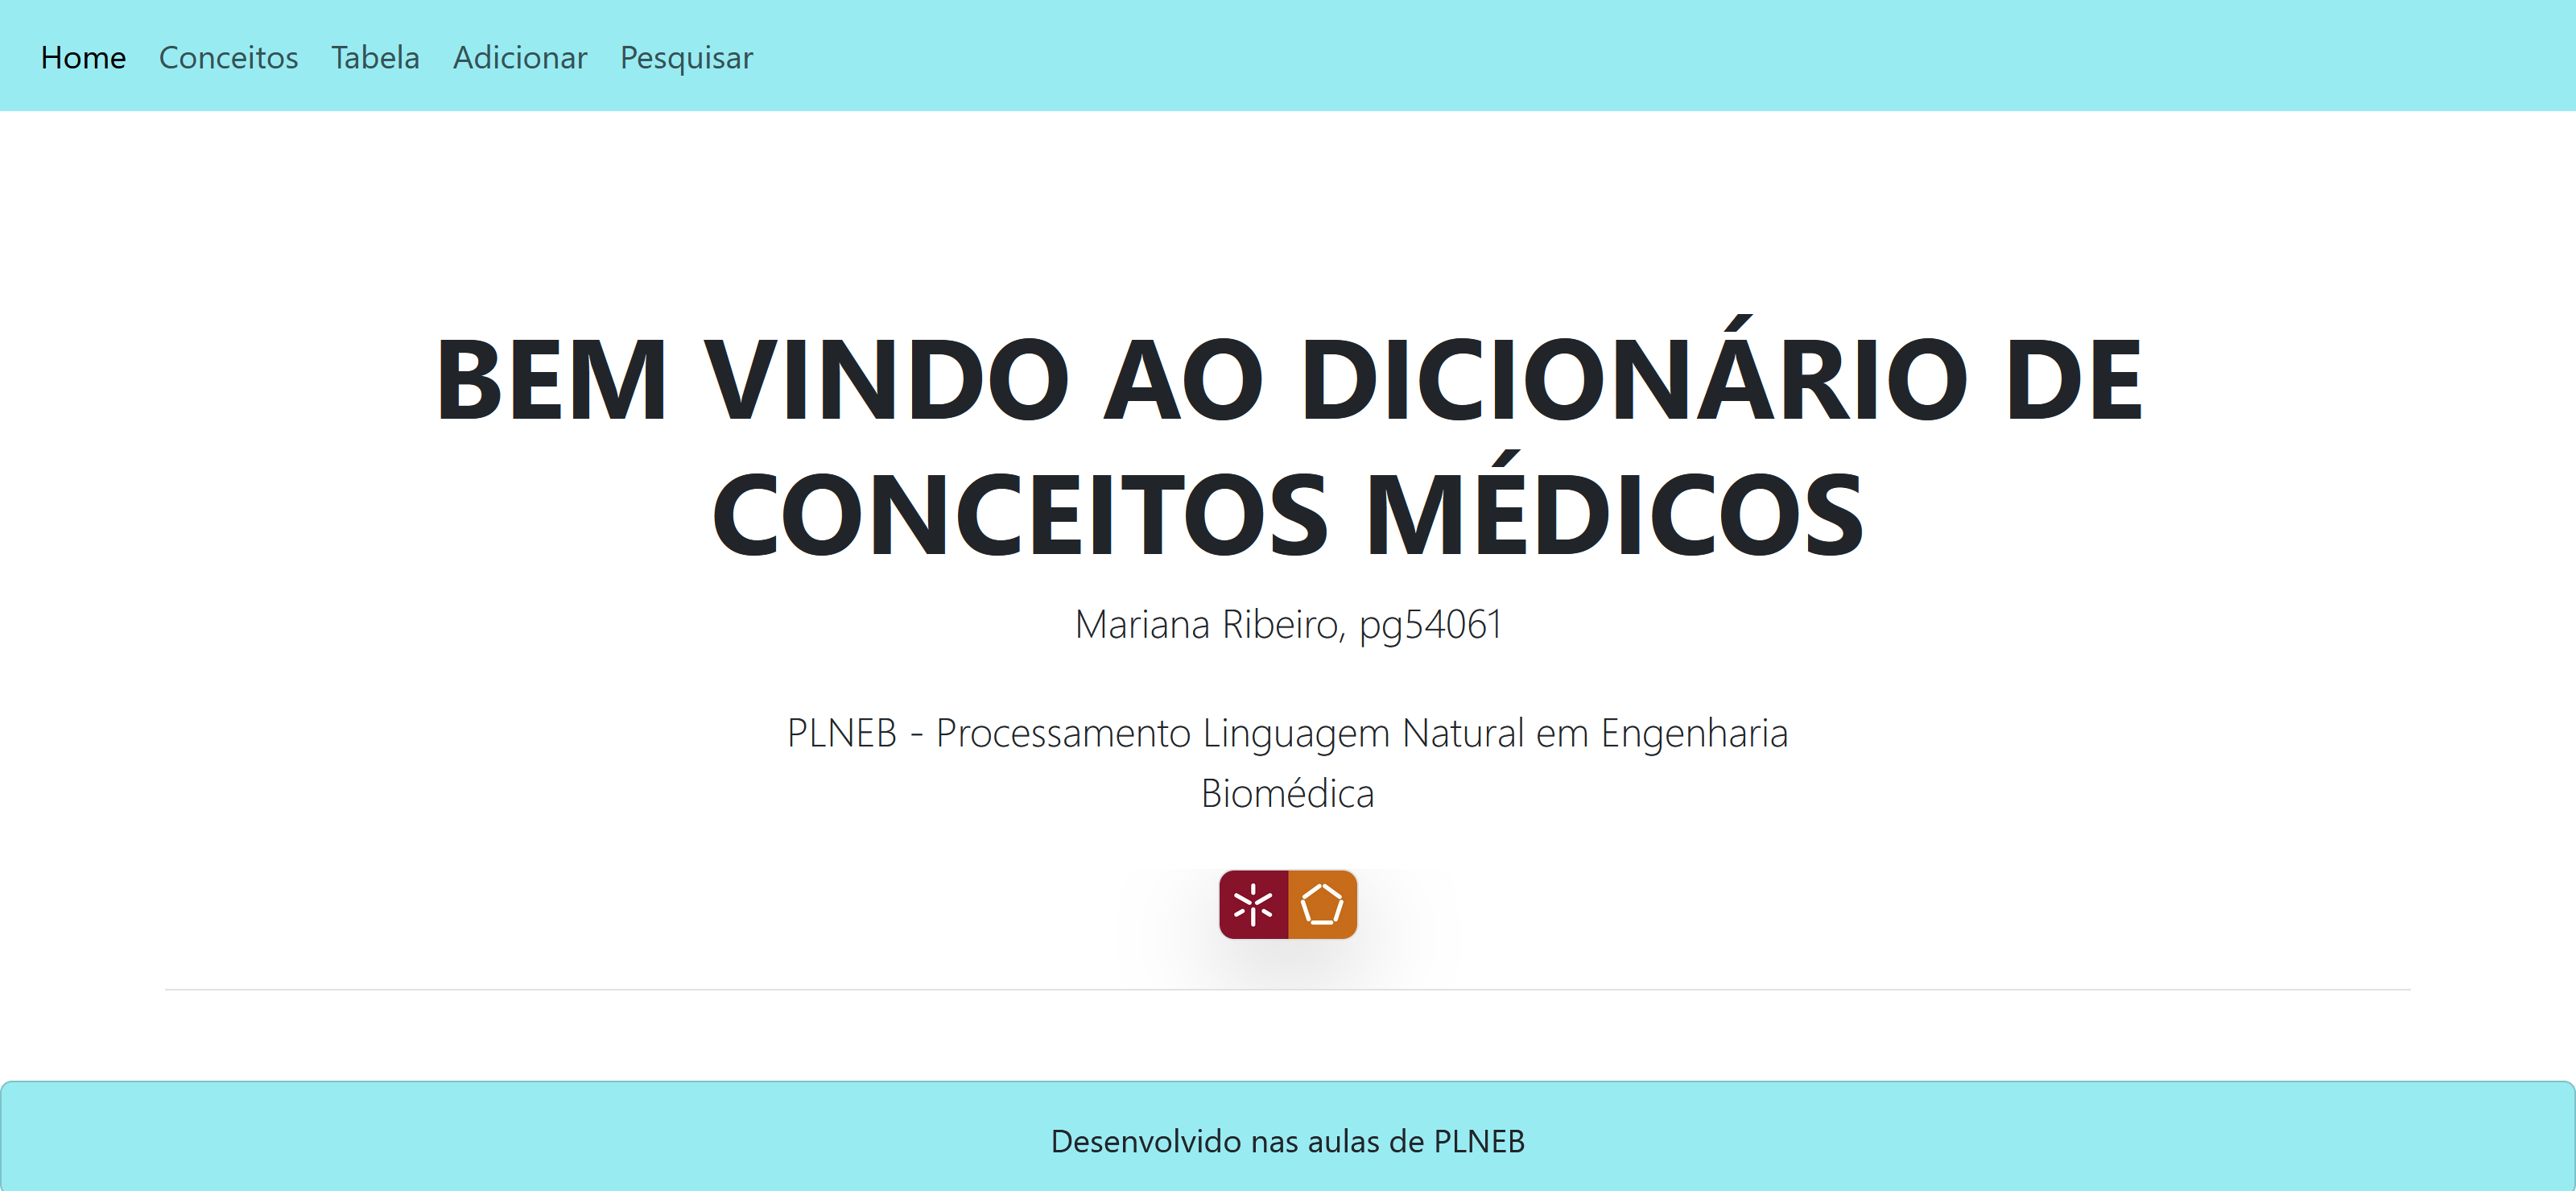 Home Conceitos Tabela Adicionar Pesquisar
BEM VINDO AO DICIONÁRIO DE
CONCEITOS MÉDICOS
Mariana Ribeiro, pg54061
PLNEB - Processamento Linguagem Natural em Engenharia
Biomédica
Desenvolvido nas aulas de PLNEB